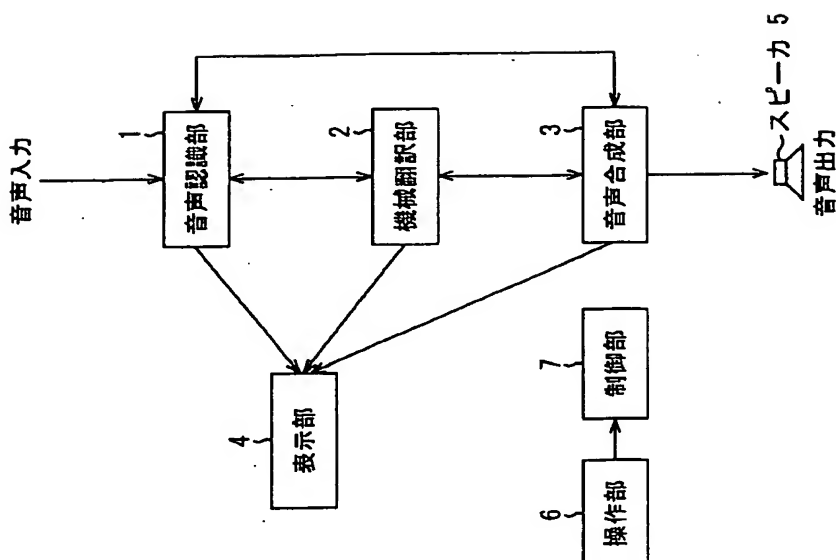 音声入力
1
音声認識部
2
機械翻訳部
3
音声合成部
スピーカ 5
音声出力
4
表示部
7
制御部
6
操作部